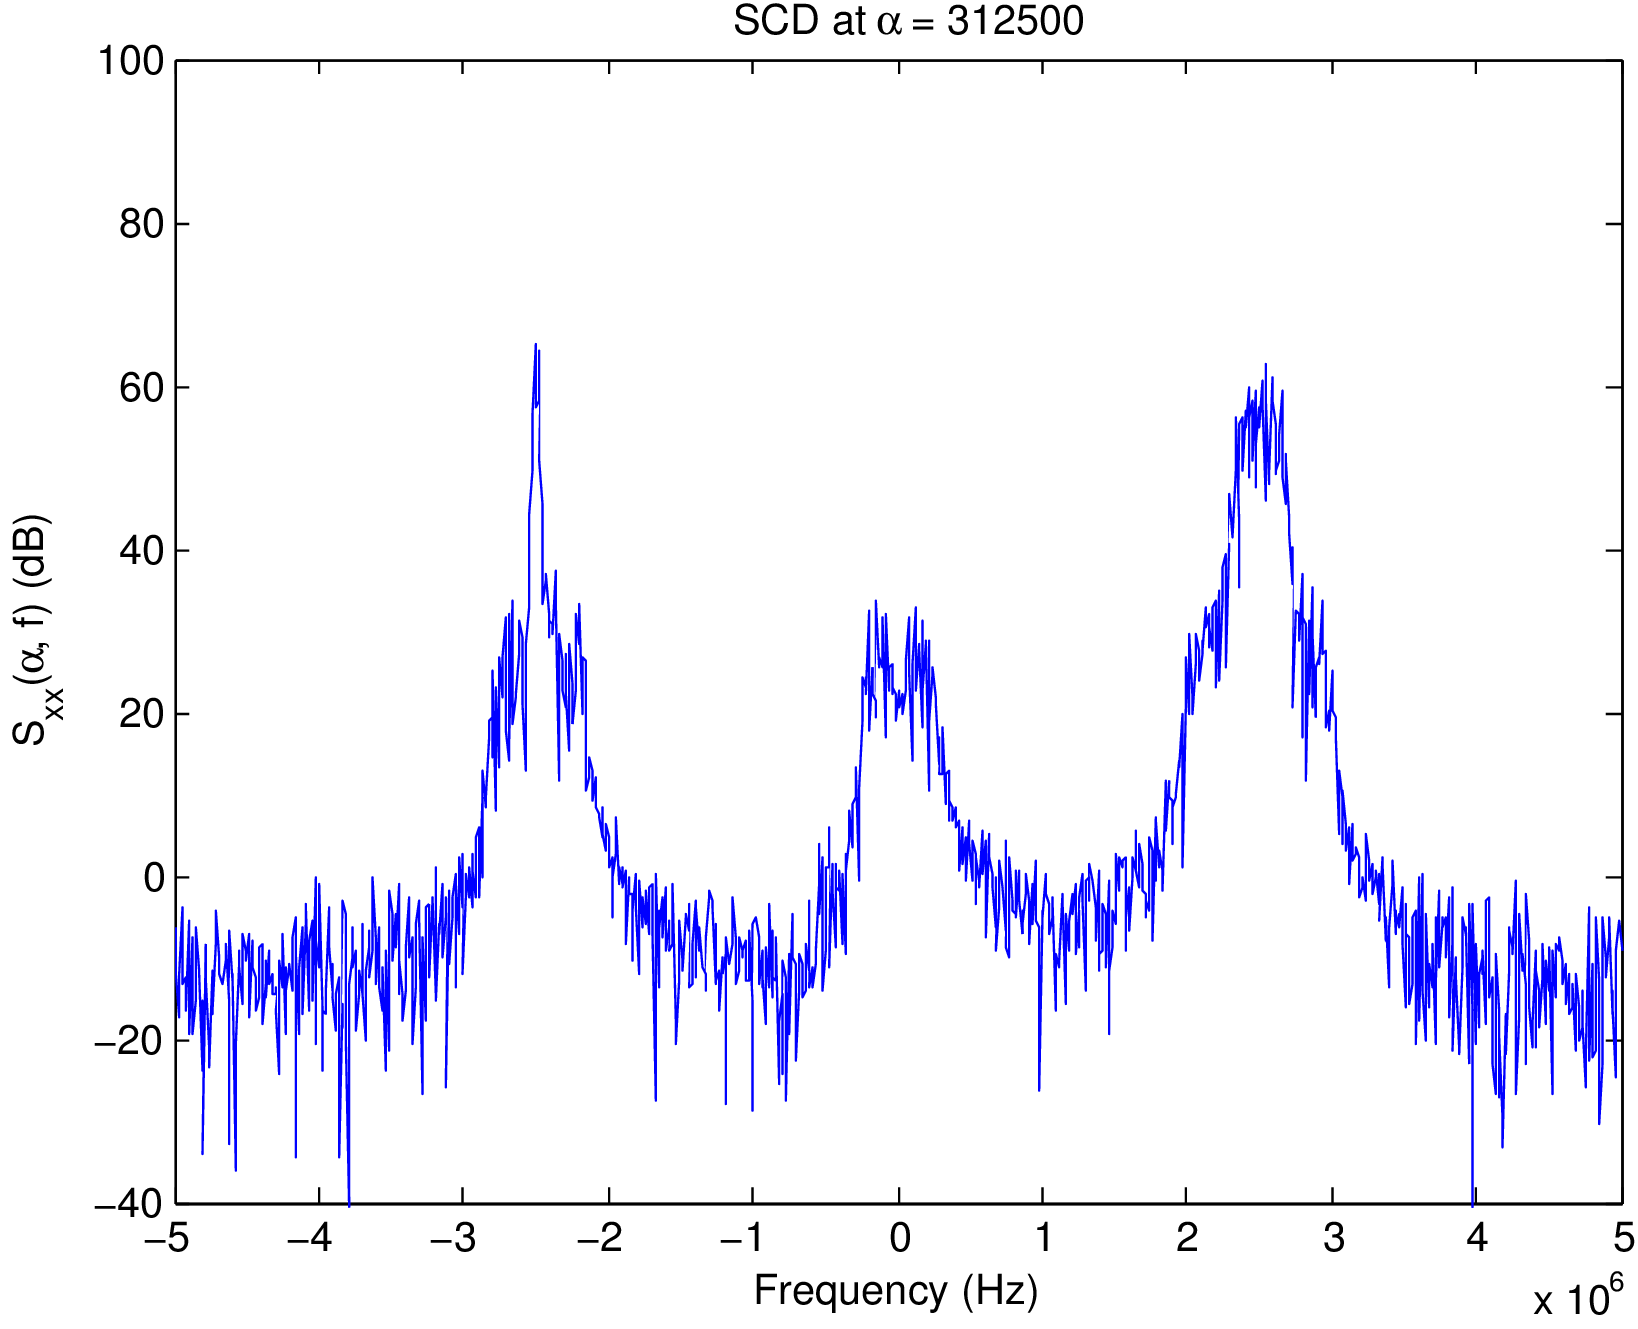 SCD at α = 312500
100
80
60
40
20
0
−20
−40
S_xx(α, f) (dB)
−5 −4 −3 −2 −1 0 1 2 3 4 5
Frequency (Hz)
x 10^6